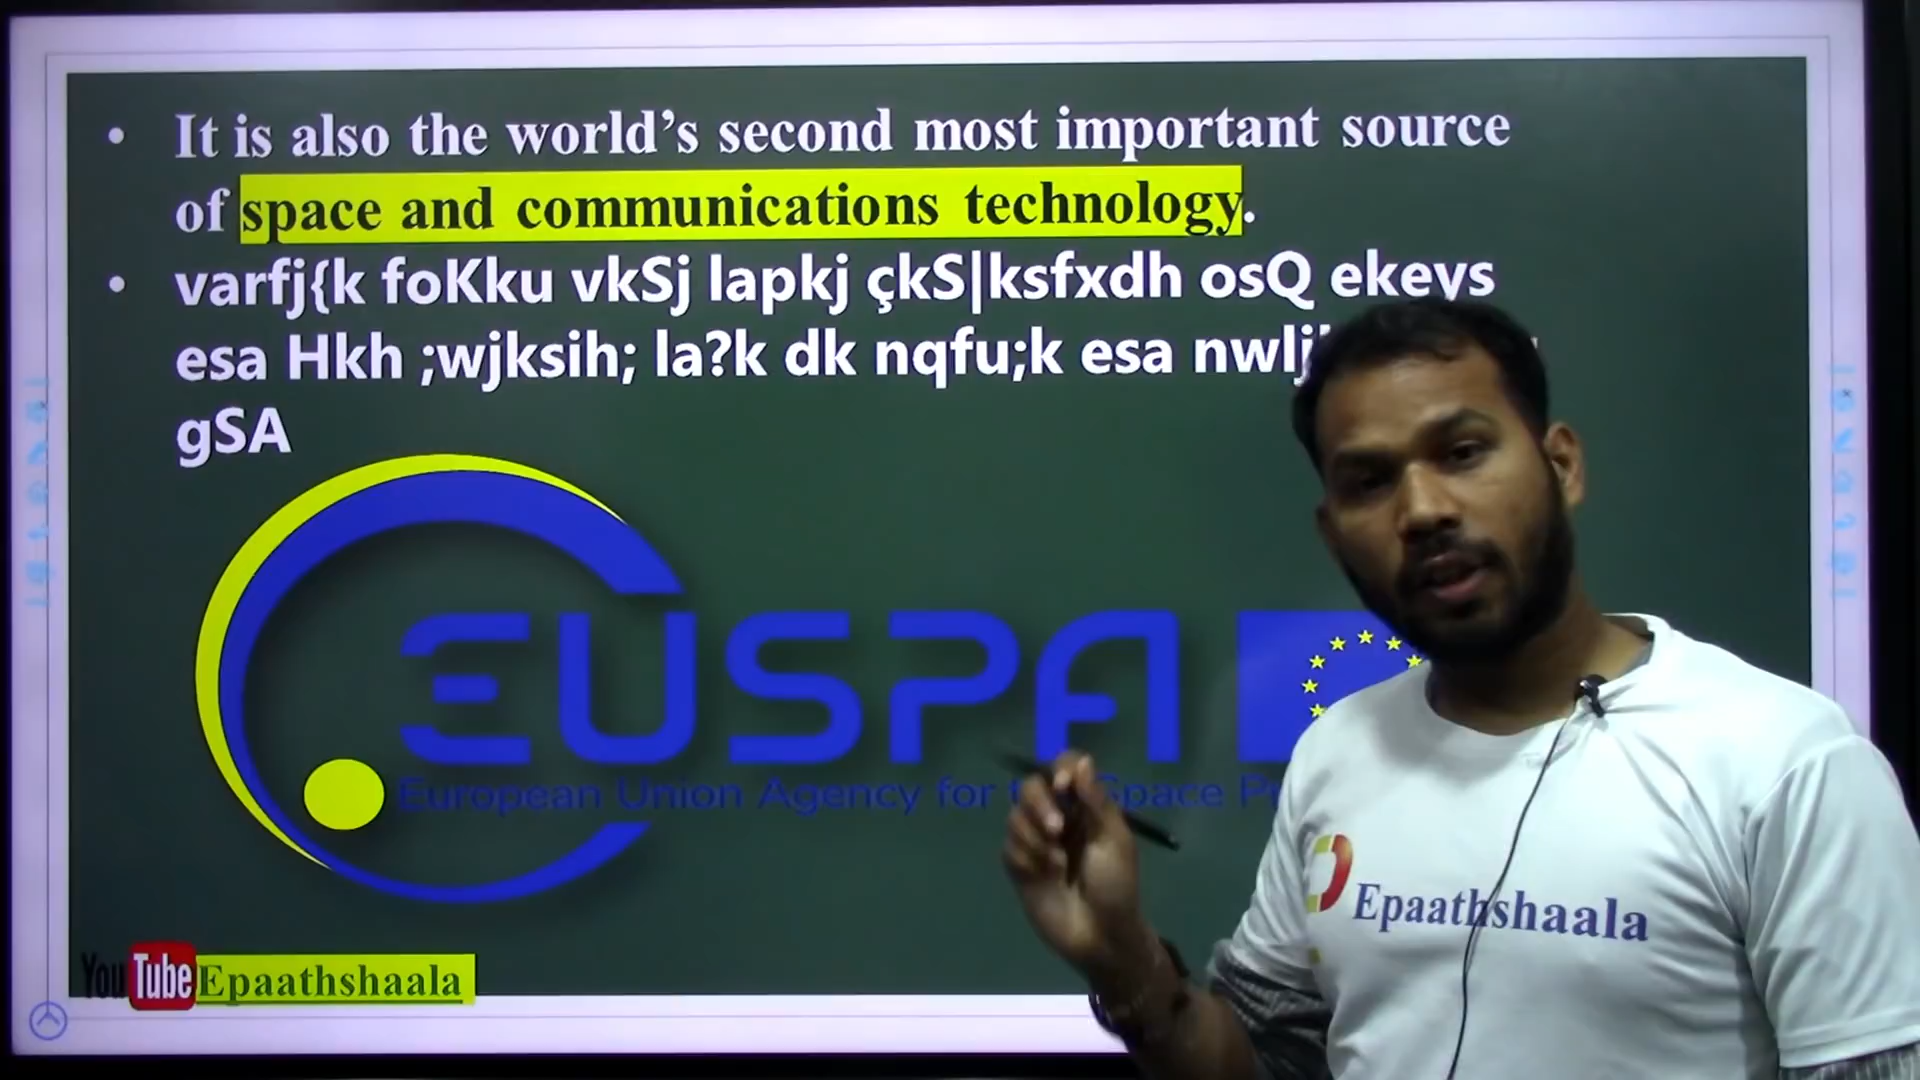 • It is also the world’s second most important source
of space and communications technology.
• varfj{k foKku vkSj lapkj çkS|ksfxdh osQ ekeys
esa Hkh ;wjksih; la?k dk nqfu;k esa
gSA
EUSPA
European Union Agency for Space
YouTube Epaathshaala
Epaathshaala